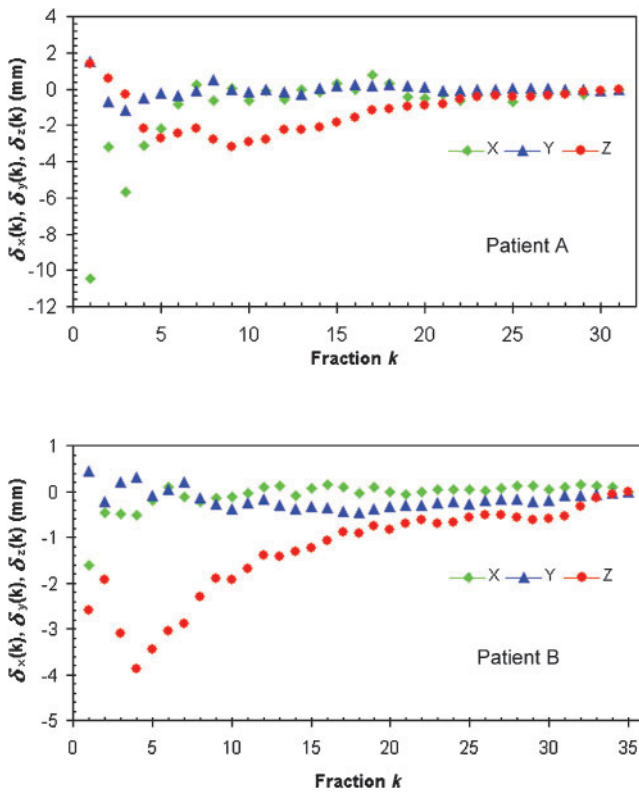 4
2
0
-2
-4
-6
-8
-10
-12
δx(k), δy(k), δz(k) (mm)
X Y Z
Patient A
0 5 10 15 20 25 30
Fraction k
1
0
-1
-2
-3
-4
-5
δx(k), δy(k), δz(k) (mm)
X Y Z
Patient B
0 5 10 15 20 25 30 35
Fraction k